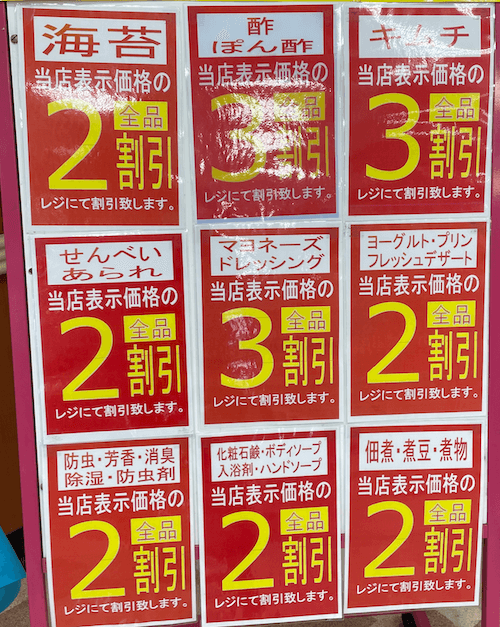 海苔
当店表示価格の
2
全品
割引
レジにて割引致します。
酢
ぽん酢
当店表示価格の
3
全品
割引
レジにて割引致します。
キムチ
当店表示価格の
3
全品
割引
レジにて割引致します。
せんべい
あられ
当店表示価格の
2
全品
割引
レジにて割引致します。
マヨネーズ
ドレッシング
当店表示価格の
3
全品
割引
レジにて割引致します。
ヨーグルト・プリン
フレッシュデザート
当店表示価格の
2
全品
割引
レジにて割引致します。
防虫・芳香・消臭
除湿・防虫剤
当店表示価格の
2
全品
割引
レジにて割引致します。
化粧石鹸・ボディソープ
入浴剤・ハンドソープ
当店表示価格の
2
全品
割引
レジにて割引致します。
佃煮・煮豆・煮物
当店表示価格の
2
全品
割引
レジにて割引致します。